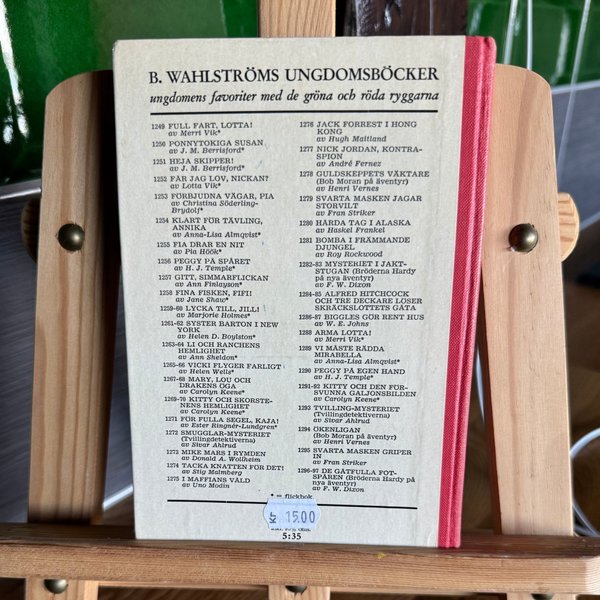 B. WAHLSTRÖMS UNGDOMSBÖCKER
ungdomens favoriter med de gröna och röda ryggarna
1249 FULL FART, LOTTA!
av Merri Vik*
1250 PONNYTOKIGA SUSAN
av J. M. Berrisford*
1251 HEJA SKIPPER!
av J. M. Berrisford*
1252 FÅR JAG LOV, NICKAN?
av Lotta Vik*
1253 FÖRBJUDNA VÄGAR, PIA
av Christina Söderling-
Brydolf*
1254 KLART FÖR TÄVLING,
ANNIKA
av Anna-Lisa Almqvist*
1255 FIA DRAR EN NIT
av Pia Höök*
1256 PEGGY PÅ SPÅRET
av H. J. Temple*
1257 GITT, SIMMARFLICKAN
av Ann Finlayson*
1258 FINA FISKEN, FIFI!
av Jane Shaw*
1259-60 LYCKA TILL, JILL!
av Marjorie Holmes*
1261-62 SYSTER BARTON I NEW
YORK
av Helen D. Boylston*
1263-64 LI OCH RANCHENS
HEMLIGHET
av Ann Sheldon*
1265-66 VICKI FLYGER FARLIGT
av Helen Wells*
1267-68 MARY, LOU OCH
DRAKENS ÖGA
av Carolyn Keene*
1269-70 KITTY OCH SKORSTE-
NENS HEMLIGHET
av Carolyn Keene*
1271 FÖR FULLA SEGEL, KAJA!
av Ester Ringnér-Lundgren*
1272 SMUGGLAR-MYSTERIET
(Tvillingdetektiverna)
av Sivar Ahlrud
1273 MIKE MARS I RYMDEN
av Donald A. Wollheim
1274 TACKA KNATTEN FÖR DET!
av Stig Malmberg
1275 I MAFFIANS VÅLD
av Uno Modin
1276 JACK FORREST I HONG
KONG
av Hugh Maitland
1277 NICK JORDAN, KONTRA-
SPION
av André Fernez
1278 GULDSKEPPETS VÄKTARE
(Bob Moran på äventyr)
av Henri Vernes
1279 SVARTA MASKEN JAGAR
STORVILT
av Fran Striker
1280 HÅRDA TAG I ALASKA
av Haskel Frankel
1281 BOMBA I FRÄMMANDE
DJUNGEL
av Roy Rockwood
1282-83 MYSTERIET I JAKT-
STUGAN (Bröderna Hardy
på nya äventyr)
av F. W. Dixon
1284-85 ALFRED HITCHCOCK
OCH TRE DECKARE LÖSER
SKRÄCKSLOTTETS GÅTA
1286-87 BIGGLES GÖR RENT HUS
av W. E. Johns
1288 ARMA LOTTA!
av Merri Vik*
1289 VI MÅSTE RÄDDA
MIRABELLA
av Anna-Lisa Almqvist*
1290 PEGGY PÅ EGEN HAND
av H. J. Temple*
1291-92 KITTY OCH DEN FÖR-
SVUNNA GALJONSBILDEN
av Carolyn Keene*
1293 TVILLING-MYSTERIET
(Tvillingdetektiverna)
av Sivar Ahlrud
1294 ÖKENLIGAN
(Bob Moran på äventyr)
av Henri Vernes
1295 SVARTA MASKEN GRIPER
IN
av Fran Striker
1296-97 DE GÅTFULLA FOT-
SPÅREN (Bröderna Hardy på
nya äventyr)
av F. W. Dixon
* = flickbok
Kr 15.00
5:35